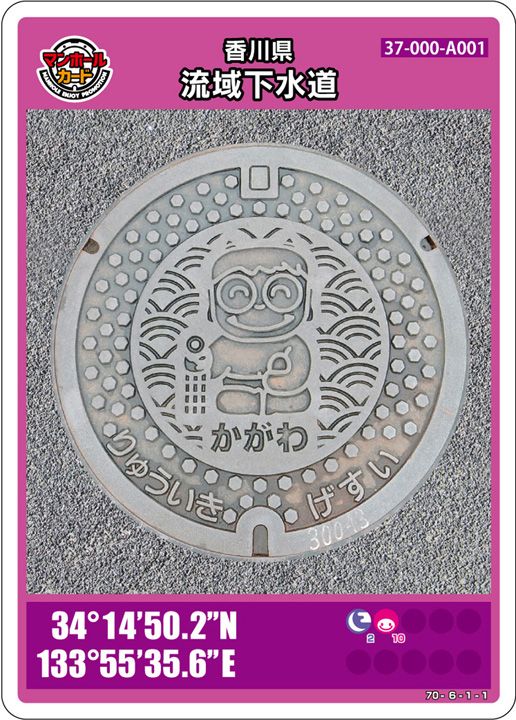 マンホール
カード
MANHOLE ENJOY PROMOTION
香川県
流域下水道
37-000-A001
かがわ
りゅういき
げすい
300-13
34°14'50.2"N
133°55'35.6"E
2
10
70-6-1-1